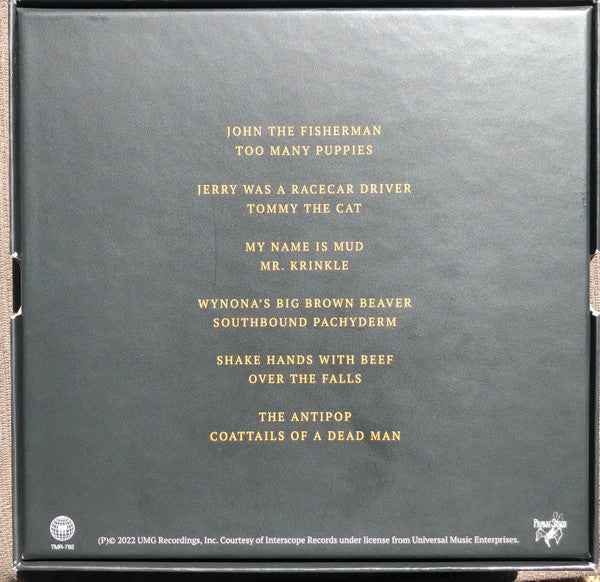 JOHN THE FISHERMAN
TOO MANY PUPPIES
JERRY WAS A RACECAR DRIVER
TOMMY THE CAT
MY NAME IS MUD
MR. KRINKLE
WYNONA'S BIG BROWN BEAVER
SOUTHBOUND PACHYDERM
SHAKE HANDS WITH BEEF
OVER THE FALLS
THE ANTIPOP
COATTAILS OF A DEAD MAN
TMR-792
(P)© 2022 UMG Recordings, Inc. Courtesy of Interscope Records under license from Universal Music Enterprises.